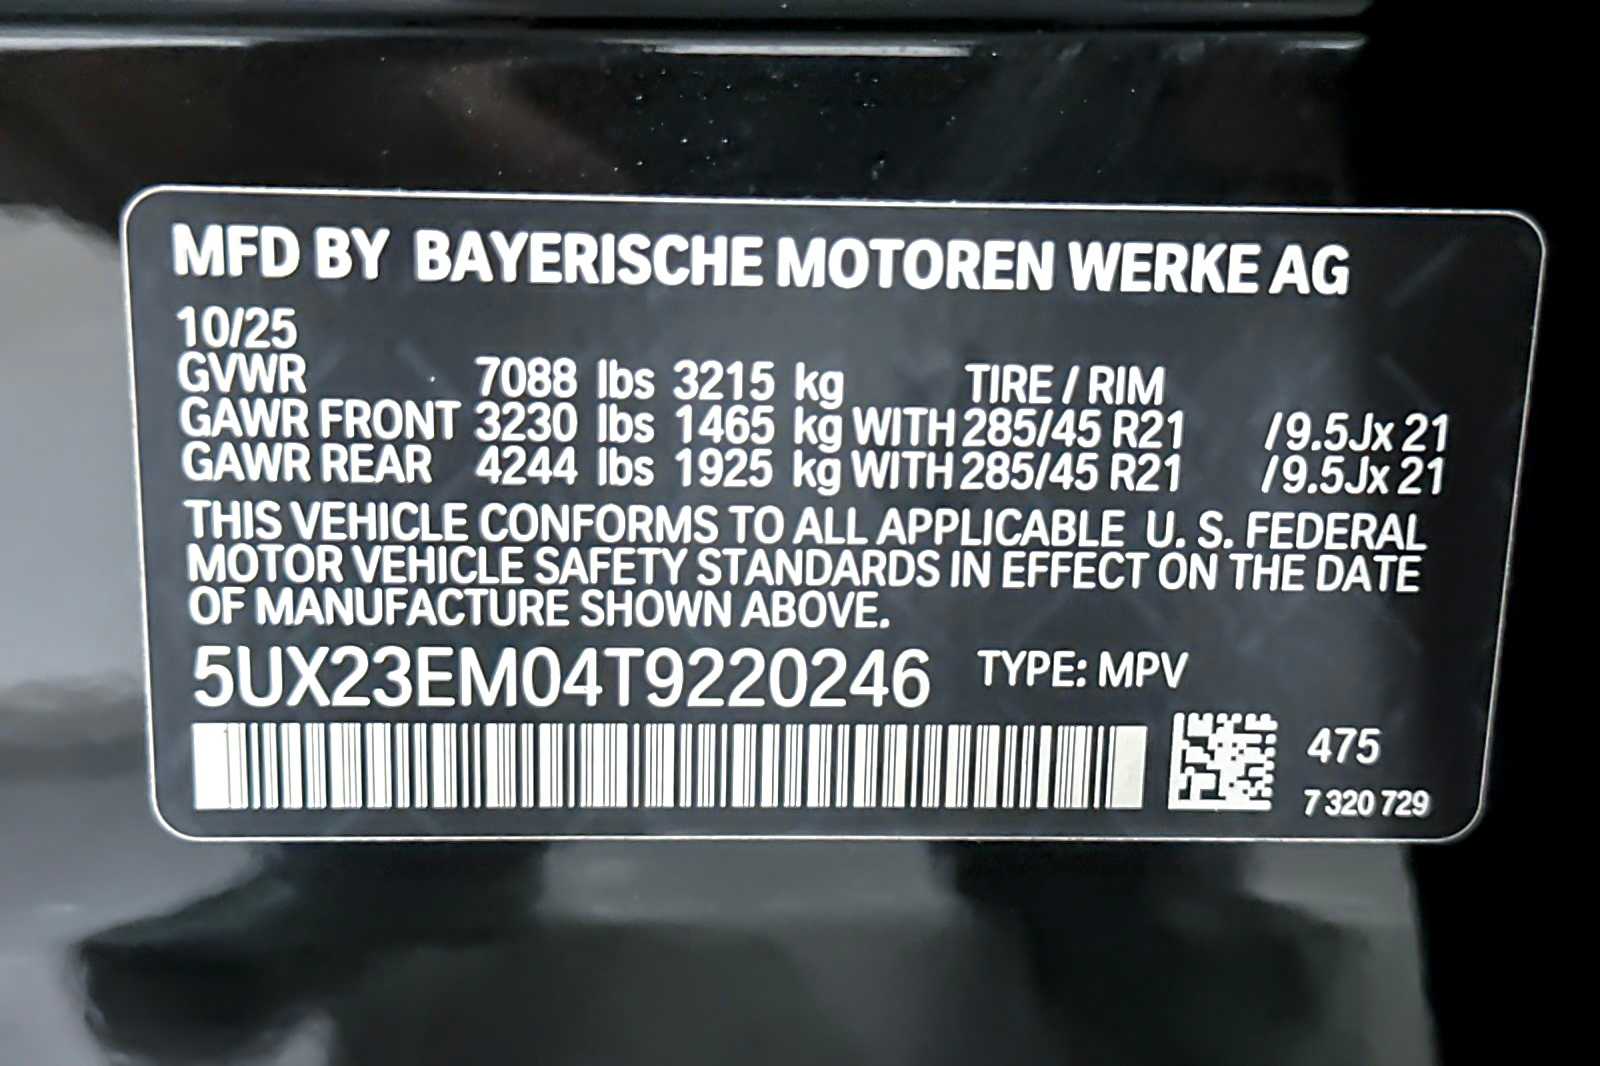 MFD BY BAYERISCHE MOTOREN WERKE AG
10/25
GVWR 7088 lbs 3215 kg TIRE / RIM
GAWR FRONT 3230 lbs 1465 kg WITH 285/45 R21 /9.5Jx 21
GAWR REAR 4244 lbs 1925 kg WITH 285/45 R21 /9.5Jx 21
THIS VEHICLE CONFORMS TO ALL APPLICABLE U. S. FEDERAL
MOTOR VEHICLE SAFETY STANDARDS IN EFFECT ON THE DATE
OF MANUFACTURE SHOWN ABOVE.
5UX23EM04T9220246 TYPE: MPV
475
7 320 729